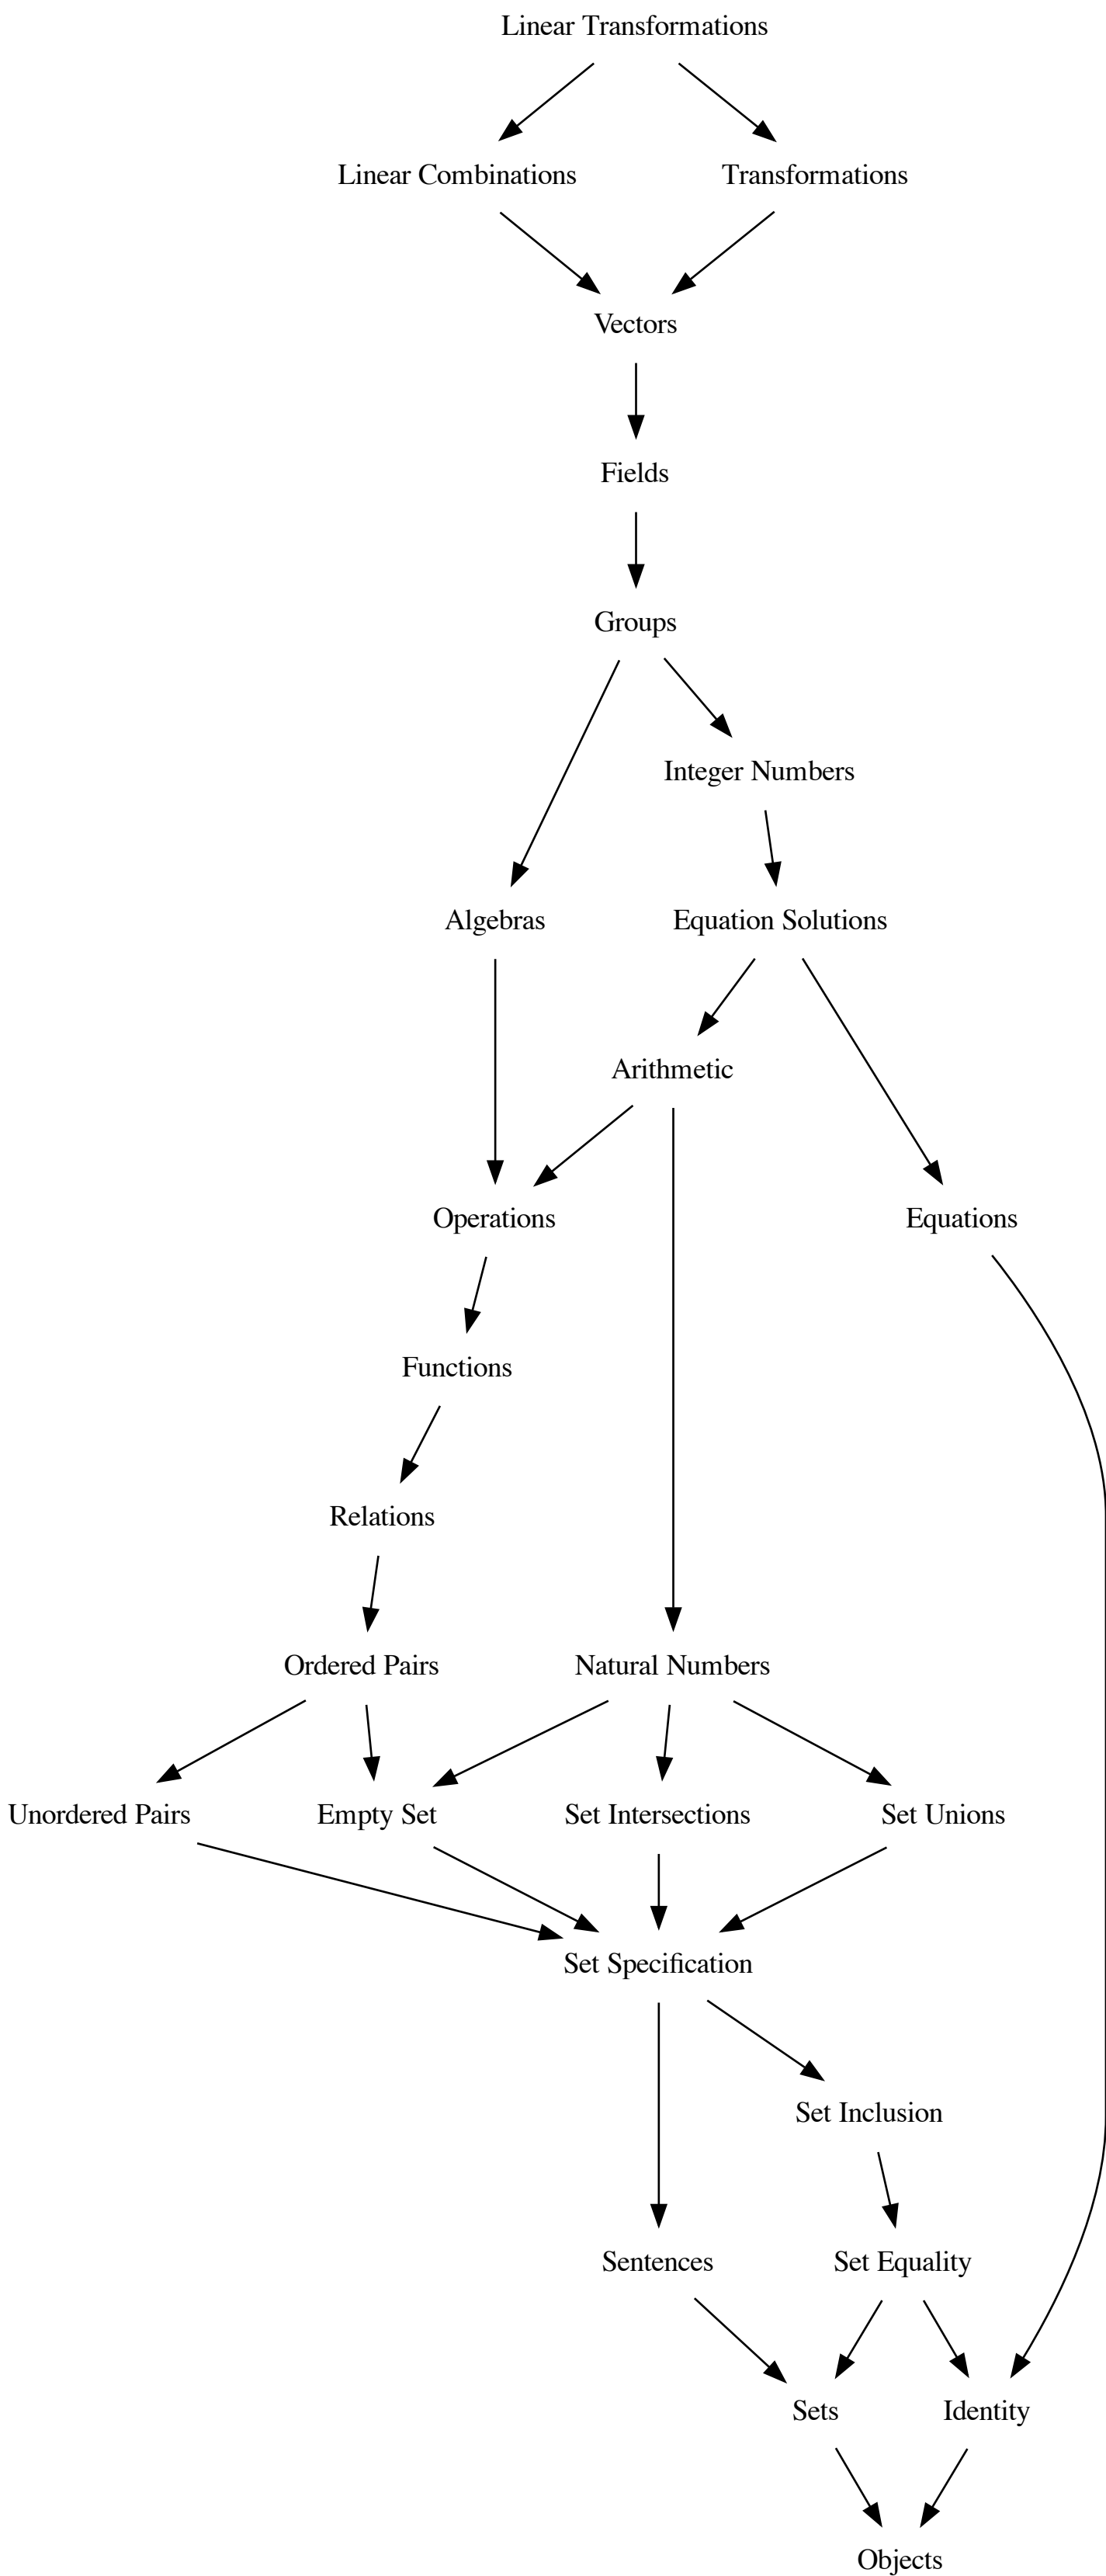 Linear Transformations
Linear Combinations
Transformations
Vectors
Fields
Groups
Integer Numbers
Algebras
Equation Solutions
Arithmetic
Operations
Equations
Functions
Relations
Ordered Pairs
Natural Numbers
Unordered Pairs
Empty Set
Set Intersections
Set Unions
Set Specification
Set Inclusion
Sentences
Set Equality
Sets
Identity
Objects